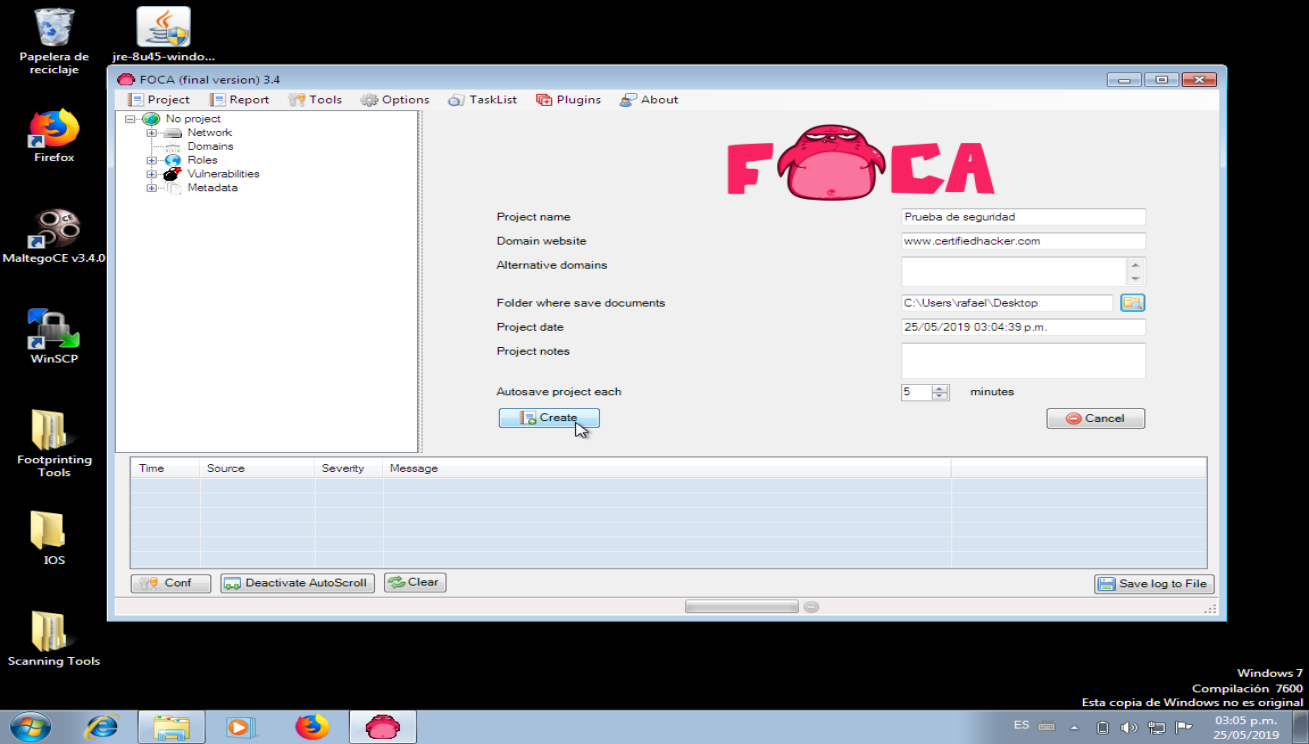 Papelera de
reciclaje
jre-8u45-windo...
FOCA (final version) 3.4
Project Report Tools Options TaskList Plugins About
No project
Network
Domains
Roles
Vulnerabilities
Metadata
FOCA
Project name Prueba de seguridad
Domain website www.certifiedhacker.com
Alternative domains
Folder where save documents C:\Users\rafael\Desktop
Project date 25/05/2019 03:04:39 p.m.
Project notes
Autosave project each 5 minutes
Create Cancel
Time Source Severity Message
Conf Deactivate AutoScroll Clear Save log to File
Firefox
CE
MaltegoCE v3.4.0
WinSCP
Footprinting
Tools
IOS
Scanning Tools
Windows 7
Compilación 7600
Esta copia de Windows no es original
ES 03:05 p.m.
25/05/2019